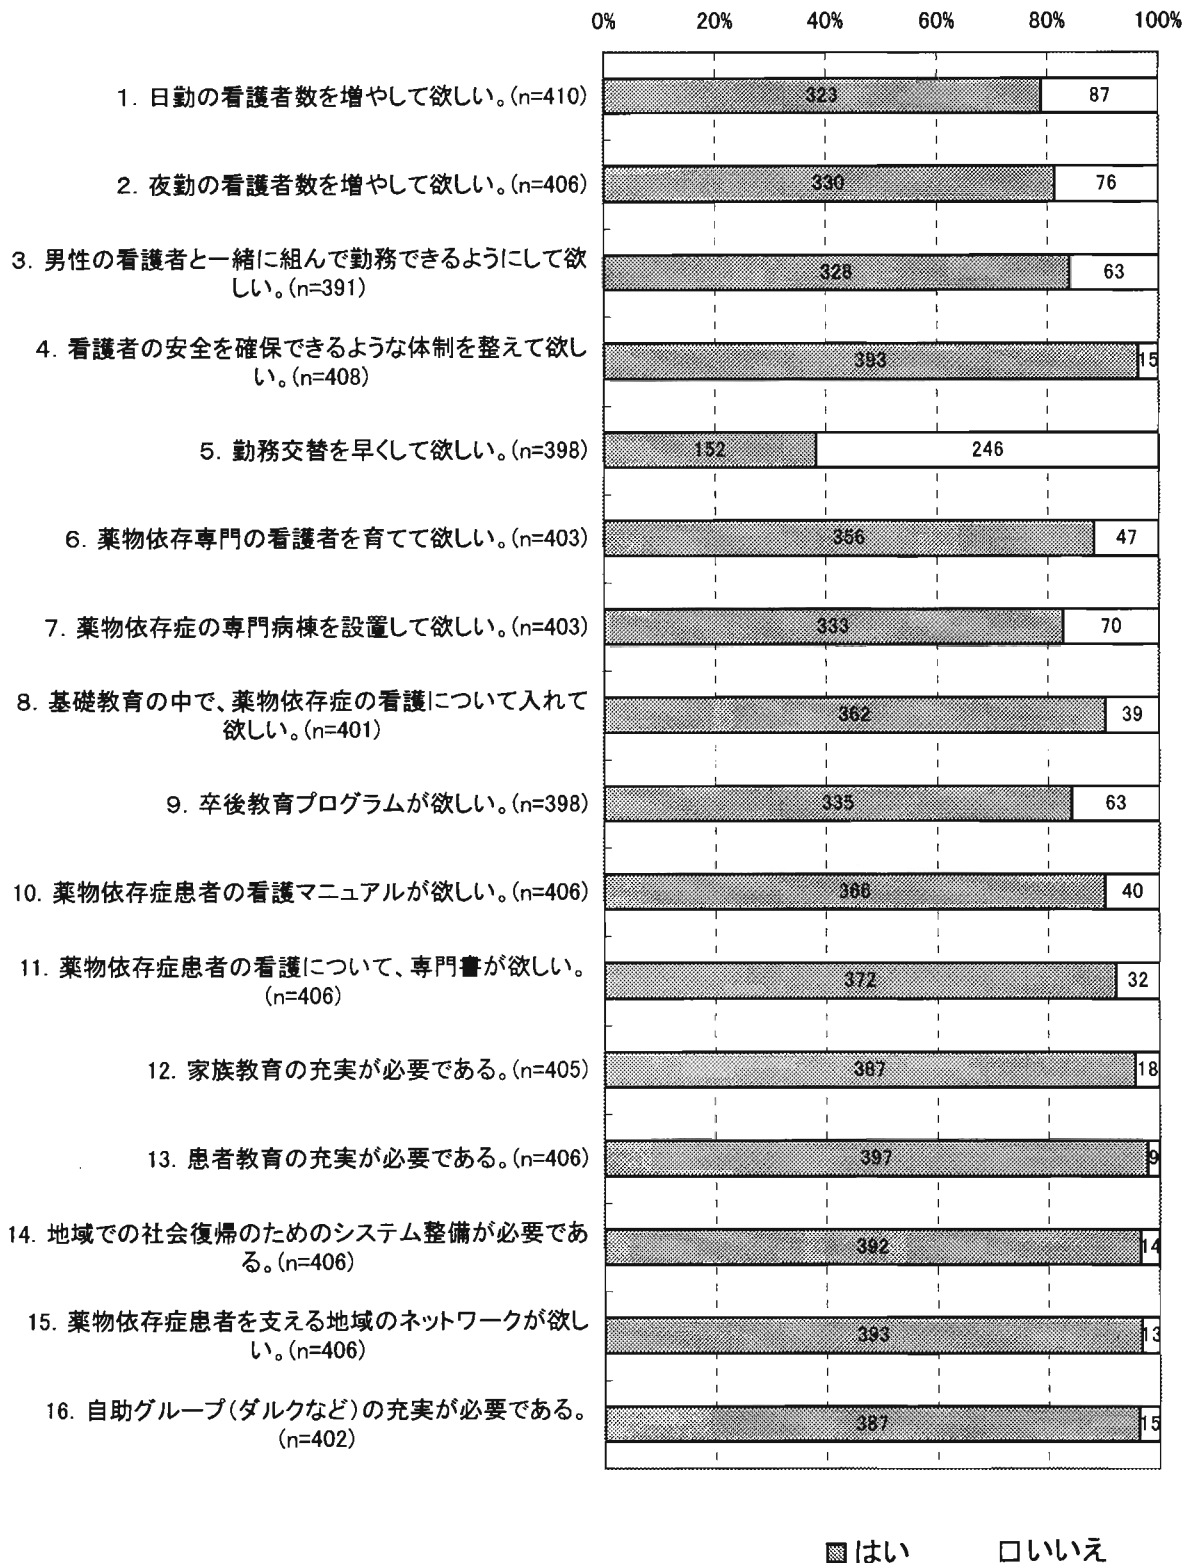 0% 20% 40% 60% 80% 100%
1. 日勤の看護者数を増やして欲しい。(n=410) 323 87
2. 夜勤の看護者数を増やして欲しい。(n=406) 330 76
3. 男性の看護者と一緒に組んで勤務できるようにして欲
しい。(n=391) 328 63
4. 看護者の安全を確保できるような体制を整えて欲し
い。(n=408) 393 15
5. 勤務交替を早くして欲しい。(n=398) 152 246
6. 薬物依存専門の看護者を育てて欲しい。(n=403) 356 47
7. 薬物依存症の専門病棟を設置して欲しい。(n=403) 333 70
8. 基礎教育の中で、薬物依存症の看護について入れて
欲しい。(n=401) 362 39
9. 卒後教育プログラムが欲しい。(n=398) 335 63
10. 薬物依存症患者の看護マニュアルが欲しい。(n=406) 366 40
11. 薬物依存症患者の看護について、専門書が欲しい。
(n=406) 372 32
12. 家族教育の充実が必要である。(n=405) 387 18
13. 患者教育の充実が必要である。(n=406) 397 9
14. 地域での社会復帰のためのシステム整備が必要であ
る。(n=406) 392 14
15. 薬物依存症患者を支える地域のネットワークが欲し
い。(n=406) 393 13
16. 自助グループ(ダルクなど)の充実が必要である。
(n=402) 387 15
はい いいえ